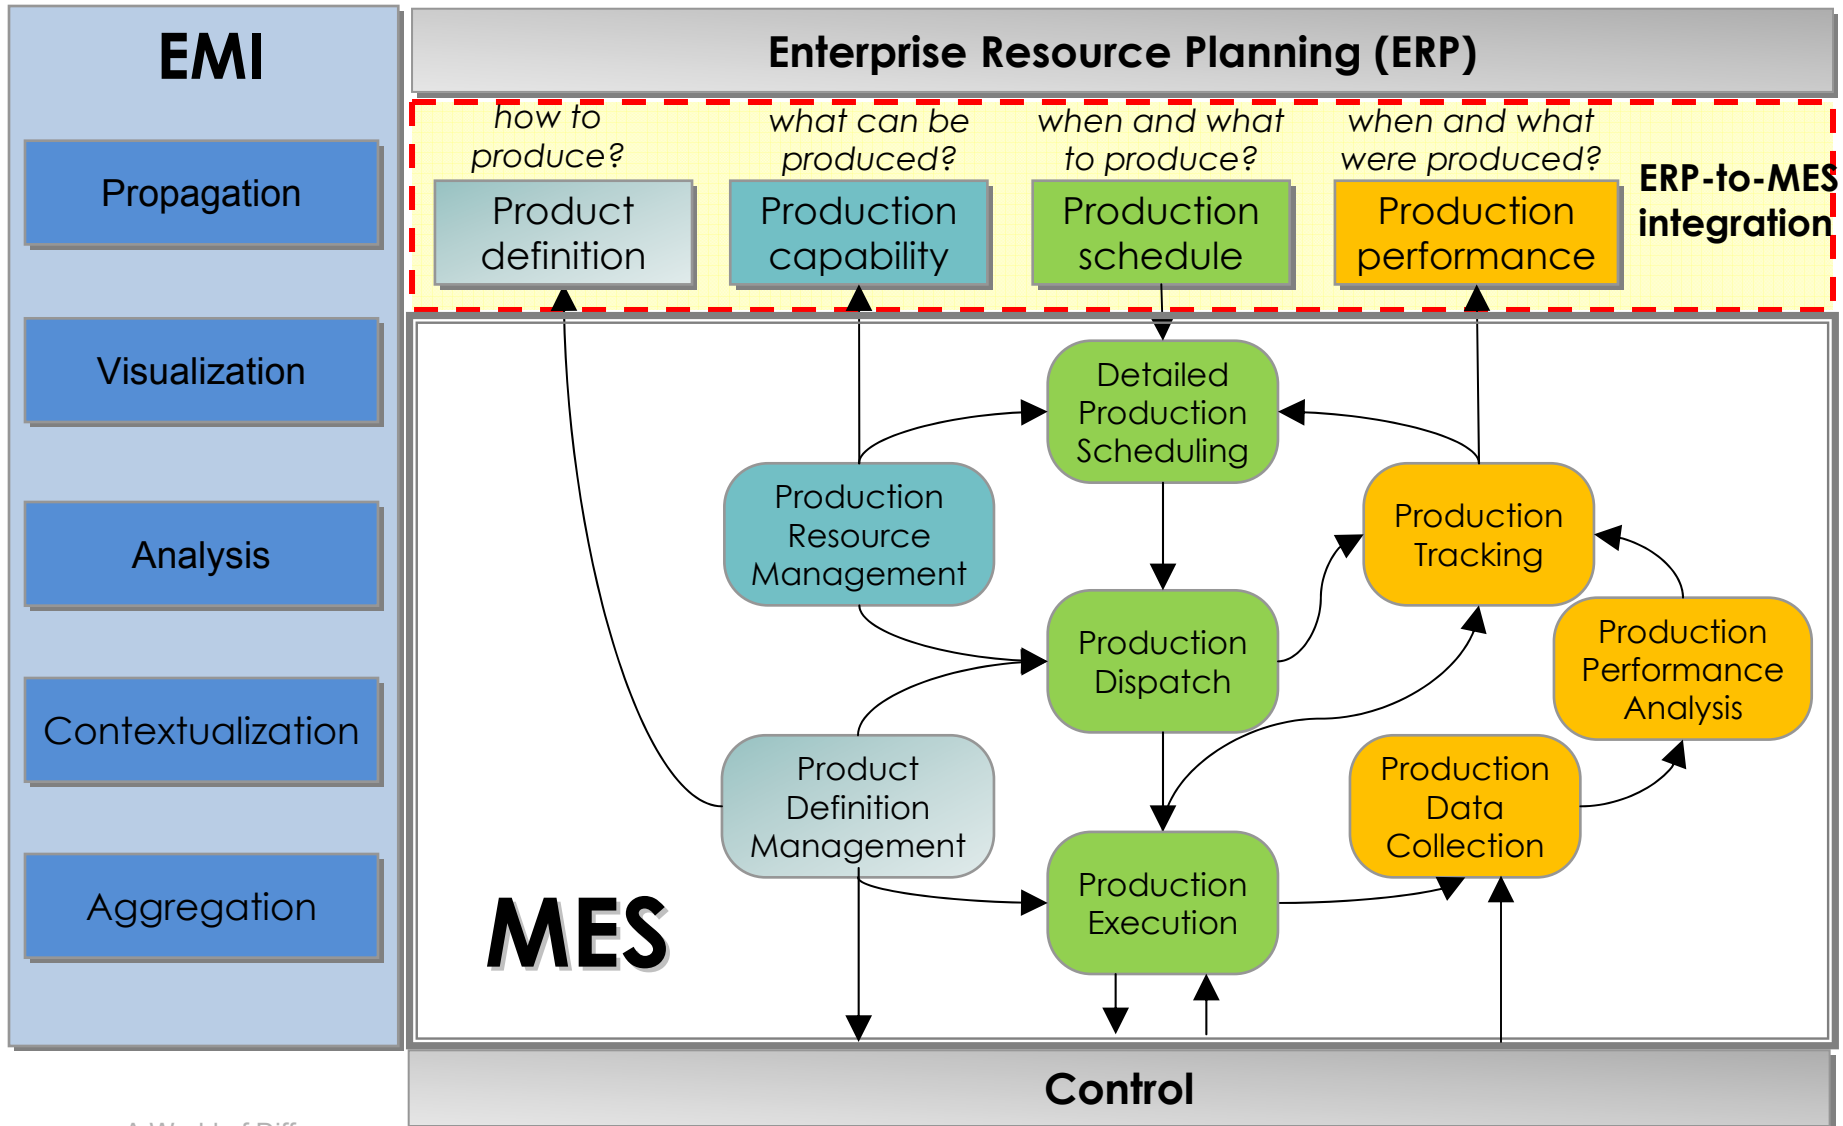 EMI
Propagation
Visualization
Analysis
Contextualization
Aggregation
Enterprise Resource Planning (ERP)
how to
produce?
Product
definition
what can be
produced?
Production
capability
when and what
to produce?
Production
schedule
when and what
were produced?
Production
performance
ERP-to-MES
integration
Detailed
Production
Scheduling
Production
Resource
Management
Production
Tracking
Production
Dispatch
Production
Performance
Analysis
Product
Definition
Management
Production
Data
Collection
Production
Execution
MES
Control